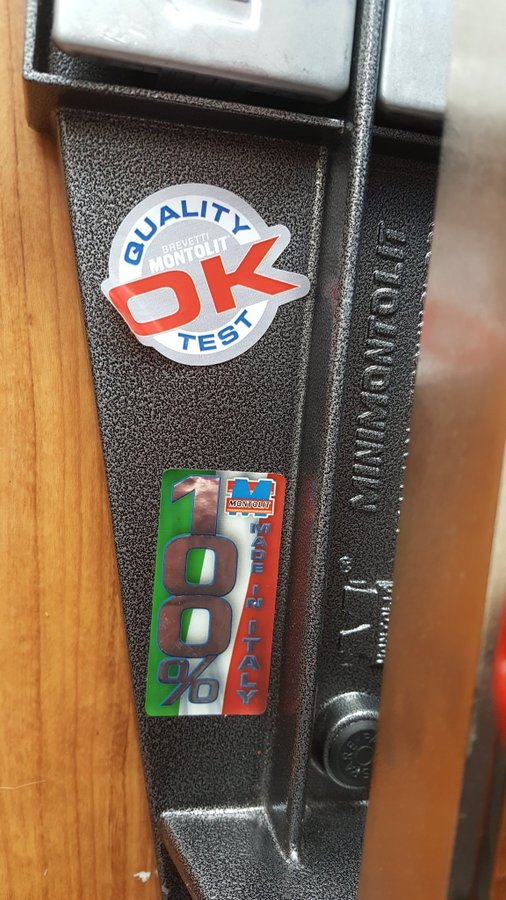 QUALITY
BREVETTI
MONTOLIT
OK
TEST
MINIMONTOLIT
100%
M
MONTOLIT
MADE IN ITALY